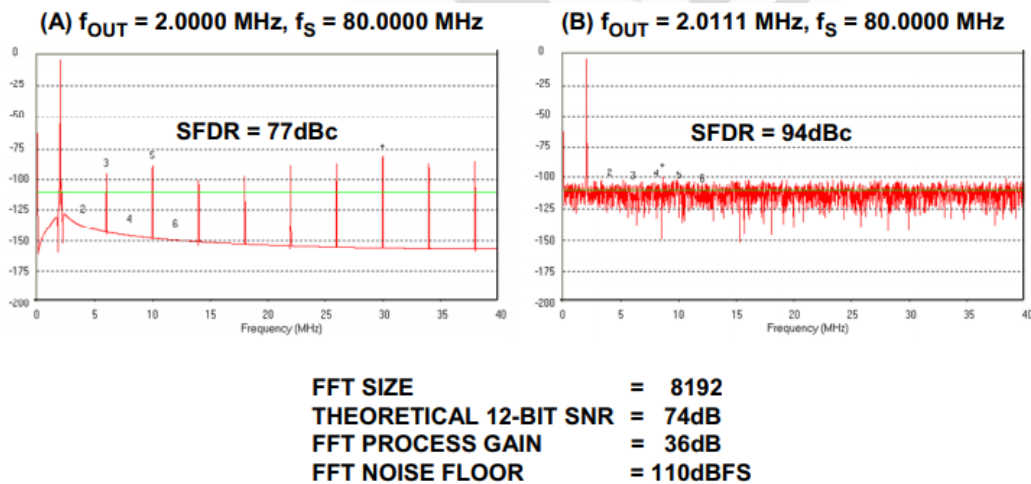 (A) fOUT = 2.0000 MHz, fS = 80.0000 MHz
(B) fOUT = 2.0111 MHz, fS = 80.0000 MHz
0
-25
-50
-75
-100
-125
-150
-175
-200
SFDR = 77dBc
3
5
+
2
4
6
0 5 10 15 20 25 30 35 40
Frequency (MHz)
0
-25
-50
-75
-100
-125
-150
-175
-200
SFDR = 94dBc
+
2 3 4 5 6
0 5 10 15 20 25 30 35 40
Frequency (MHz)
FFT SIZE = 8192
THEORETICAL 12-BIT SNR = 74dB
FFT PROCESS GAIN = 36dB
FFT NOISE FLOOR = 110dBFS